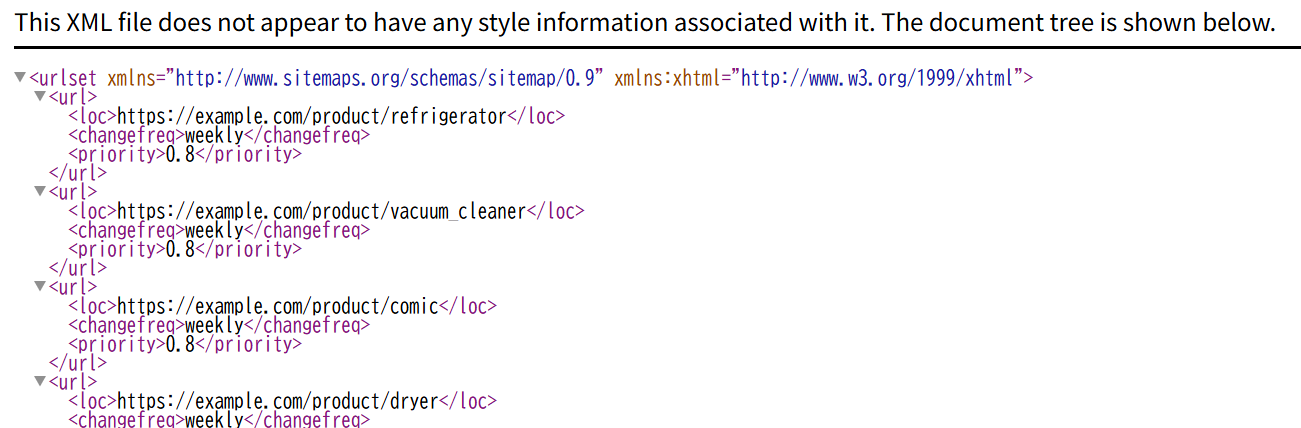 This XML file does not appear to have any style information associated with it. The document tree is shown below.
▼<urlset xmlns="http://www.sitemaps.org/schemas/sitemap/0.9" xmlns:xhtml="http://www.w3.org/1999/xhtml">
▼<url>
<loc>https://example.com/product/refrigerator</loc>
<changefreq>weekly</changefreq>
<priority>0.8</priority>
</url>
▼<url>
<loc>https://example.com/product/vacuum_cleaner</loc>
<changefreq>weekly</changefreq>
<priority>0.8</priority>
</url>
▼<url>
<loc>https://example.com/product/comic</loc>
<changefreq>weekly</changefreq>
<priority>0.8</priority>
</url>
▼<url>
<loc>https://example.com/product/dryer</loc>
<changefreq>weekly</changefreq>